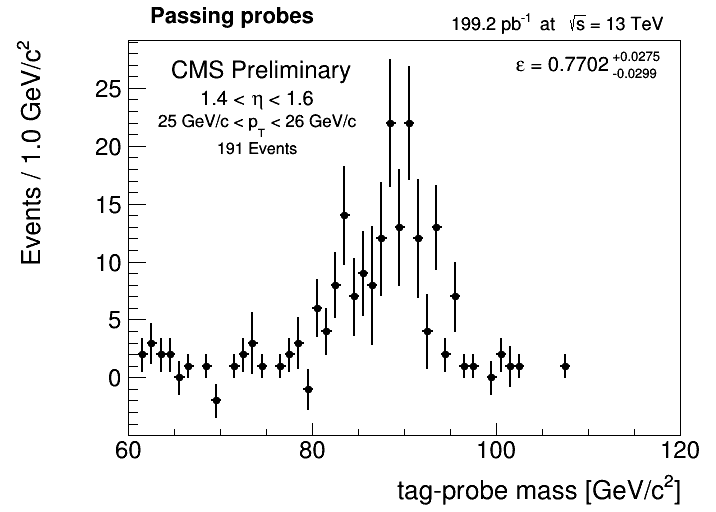 Passing probes
199.2 pb⁻¹ at √s = 13 TeV
CMS Preliminary
ε = 0.7702 +0.0275 -0.0299
1.4 < η < 1.6
25 GeV/c < p_T < 26 GeV/c
191 Events
Events / 1.0 GeV/c²
25
20
15
10
5
0
60 80 100 120
tag-probe mass [GeV/c²]